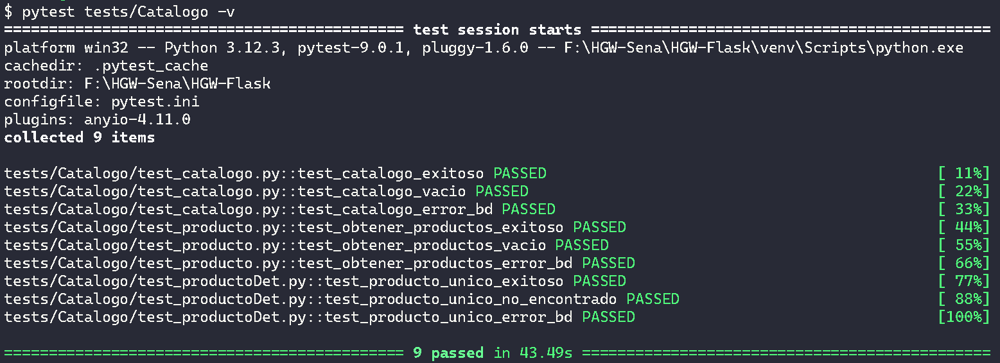 $ pytest tests/Catalogo -v
============================================= test session starts =============================================
platform win32 -- Python 3.12.3, pytest-9.0.1, pluggy-1.6.0 -- F:\HGW-Sena\HGW-Flask\venv\Scripts\python.exe
cachedir: .pytest_cache
rootdir: F:\HGW-Sena\HGW-Flask
configfile: pytest.ini
plugins: anyio-4.11.0
collected 9 items
tests/Catalogo/test_catalogo.py::test_catalogo_exitoso PASSED [ 11%]
tests/Catalogo/test_catalogo.py::test_catalogo_vacio PASSED [ 22%]
tests/Catalogo/test_catalogo.py::test_catalogo_error_bd PASSED [ 33%]
tests/Catalogo/test_producto.py::test_obtener_productos_exitoso PASSED [ 44%]
tests/Catalogo/test_producto.py::test_obtener_productos_vacio PASSED [ 55%]
tests/Catalogo/test_producto.py::test_obtener_productos_error_bd PASSED [ 66%]
tests/Catalogo/test_productoDet.py::test_producto_unico_exitoso PASSED [ 77%]
tests/Catalogo/test_productoDet.py::test_producto_unico_no_encontrado PASSED [ 88%]
tests/Catalogo/test_productoDet.py::test_producto_unico_error_bd PASSED [100%]
============================================= 9 passed in 43.49s ==============================================